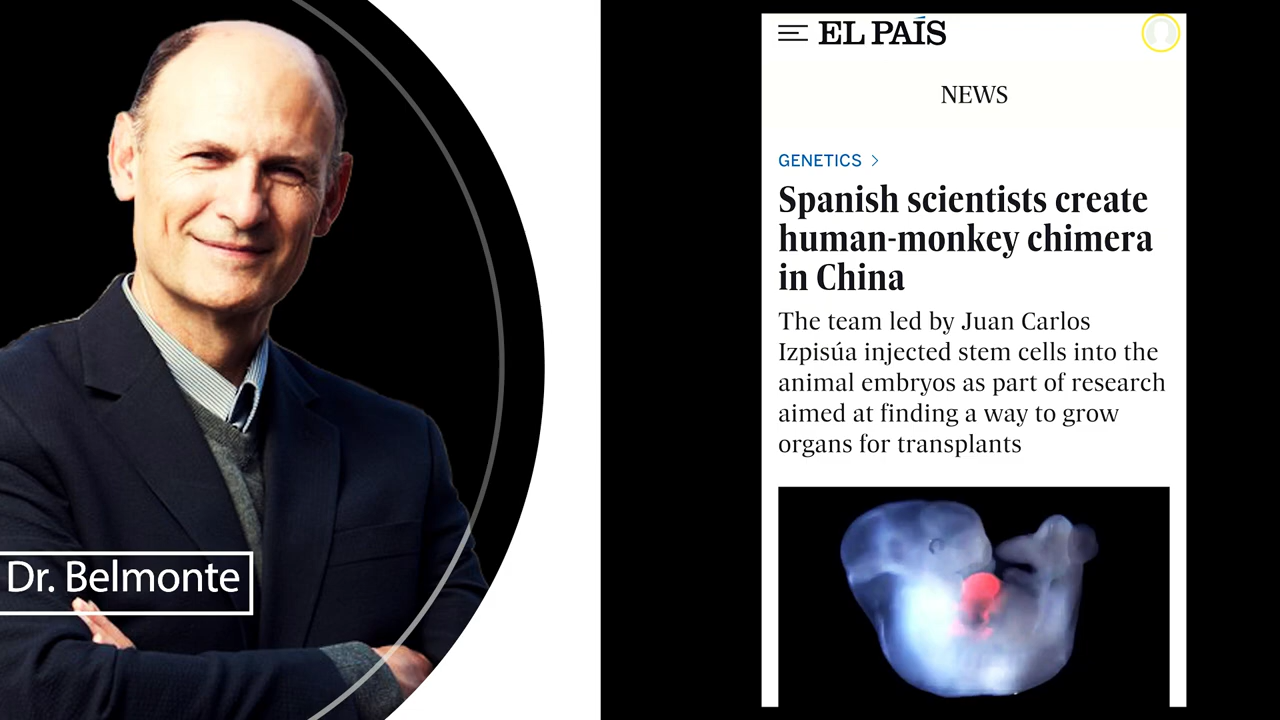 Dr. Belmonte
EL PAÍS
NEWS
GENETICS >
Spanish scientists create
human-monkey chimera
in China
The team led by Juan Carlos
Izpisúa injected stem cells into the
animal embryos as part of research
aimed at finding a way to grow
organs for transplants